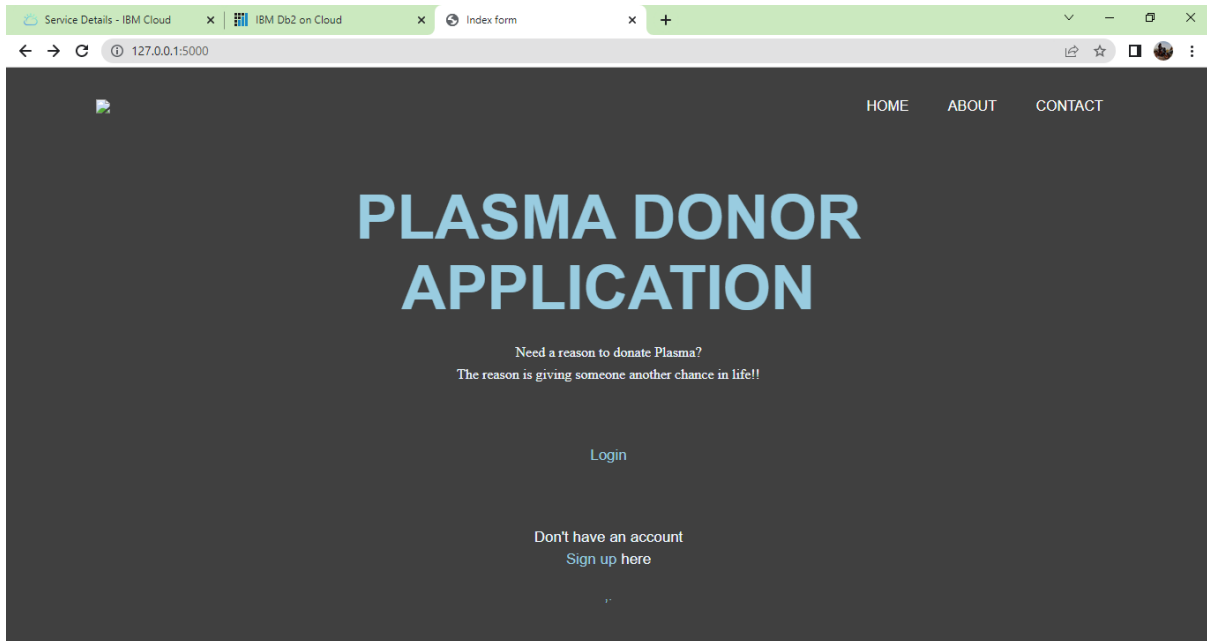 Service Details - IBM Cloud
IBM Db2 on Cloud
Index form
127.0.0.1:5000
HOME ABOUT CONTACT
PLASMA DONOR
APPLICATION
Need a reason to donate Plasma?
The reason is giving someone another chance in life!!
Login
Don't have an account
Sign up here